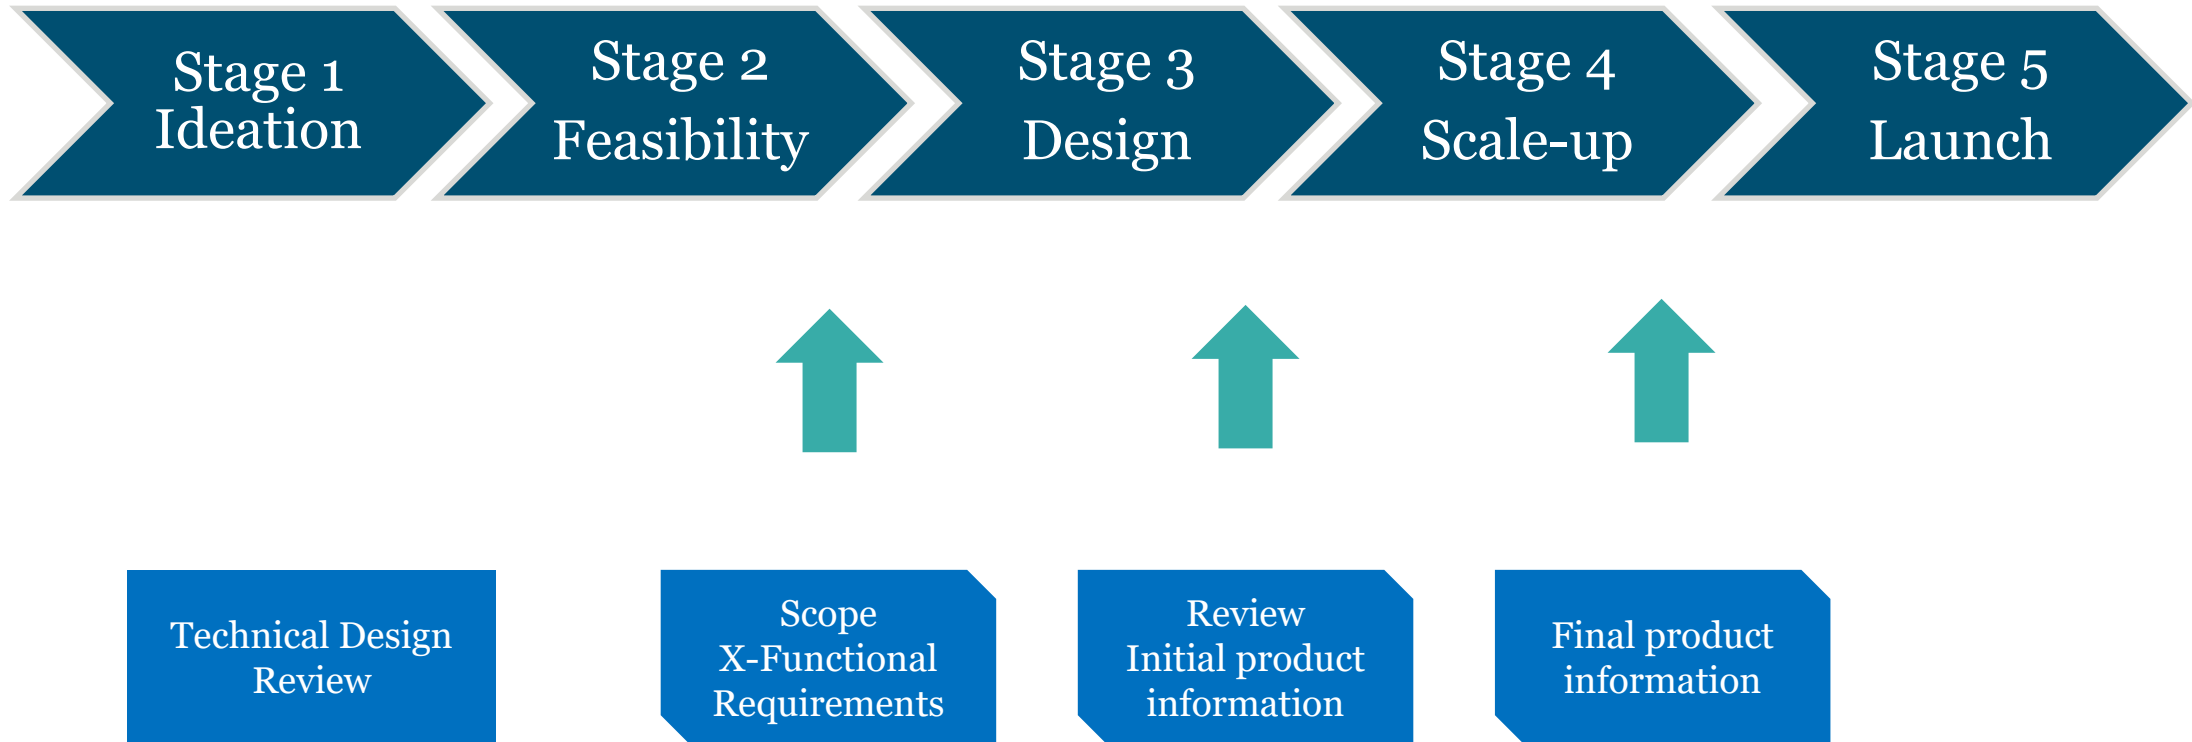 Stage 1
Ideation
Stage 2
Feasibility
Stage 3
Design
Stage 4
Scale-up
Stage 5
Launch
Technical Design
Review
Scope
X-Functional
Requirements
Review
Initial product
information
Final product
information